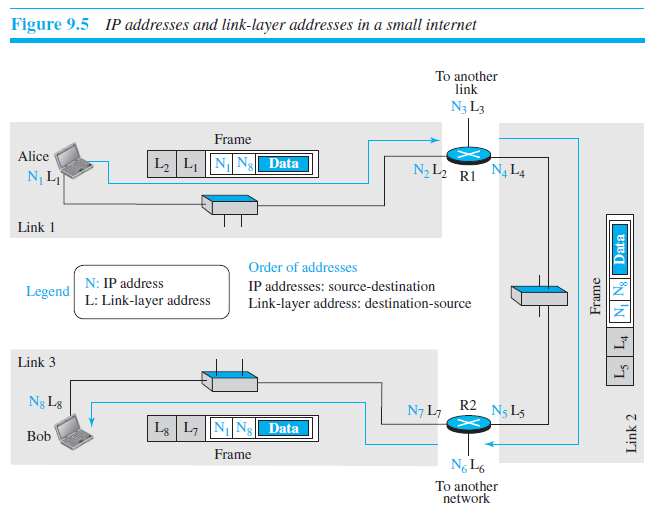 Figure 9.5 IP addresses and link-layer addresses in a small internet
To another
link
N3 L3
Frame
Alice
N1 L1
L2 L1 N1 N8 Data
N2 L2
R1
N4 L4
Link 1
Legend
N: IP address
L: Link-layer address
Order of addresses
IP addresses: source-destination
Link-layer address: destination-source
Frame
L5 L4 N1 N8 Data
Link 2
Link 3
N8 L8
Bob
L8 L7 N1 N8 Data
Frame
N7 L7
R2
N5 L5
N6 L6
To another
network